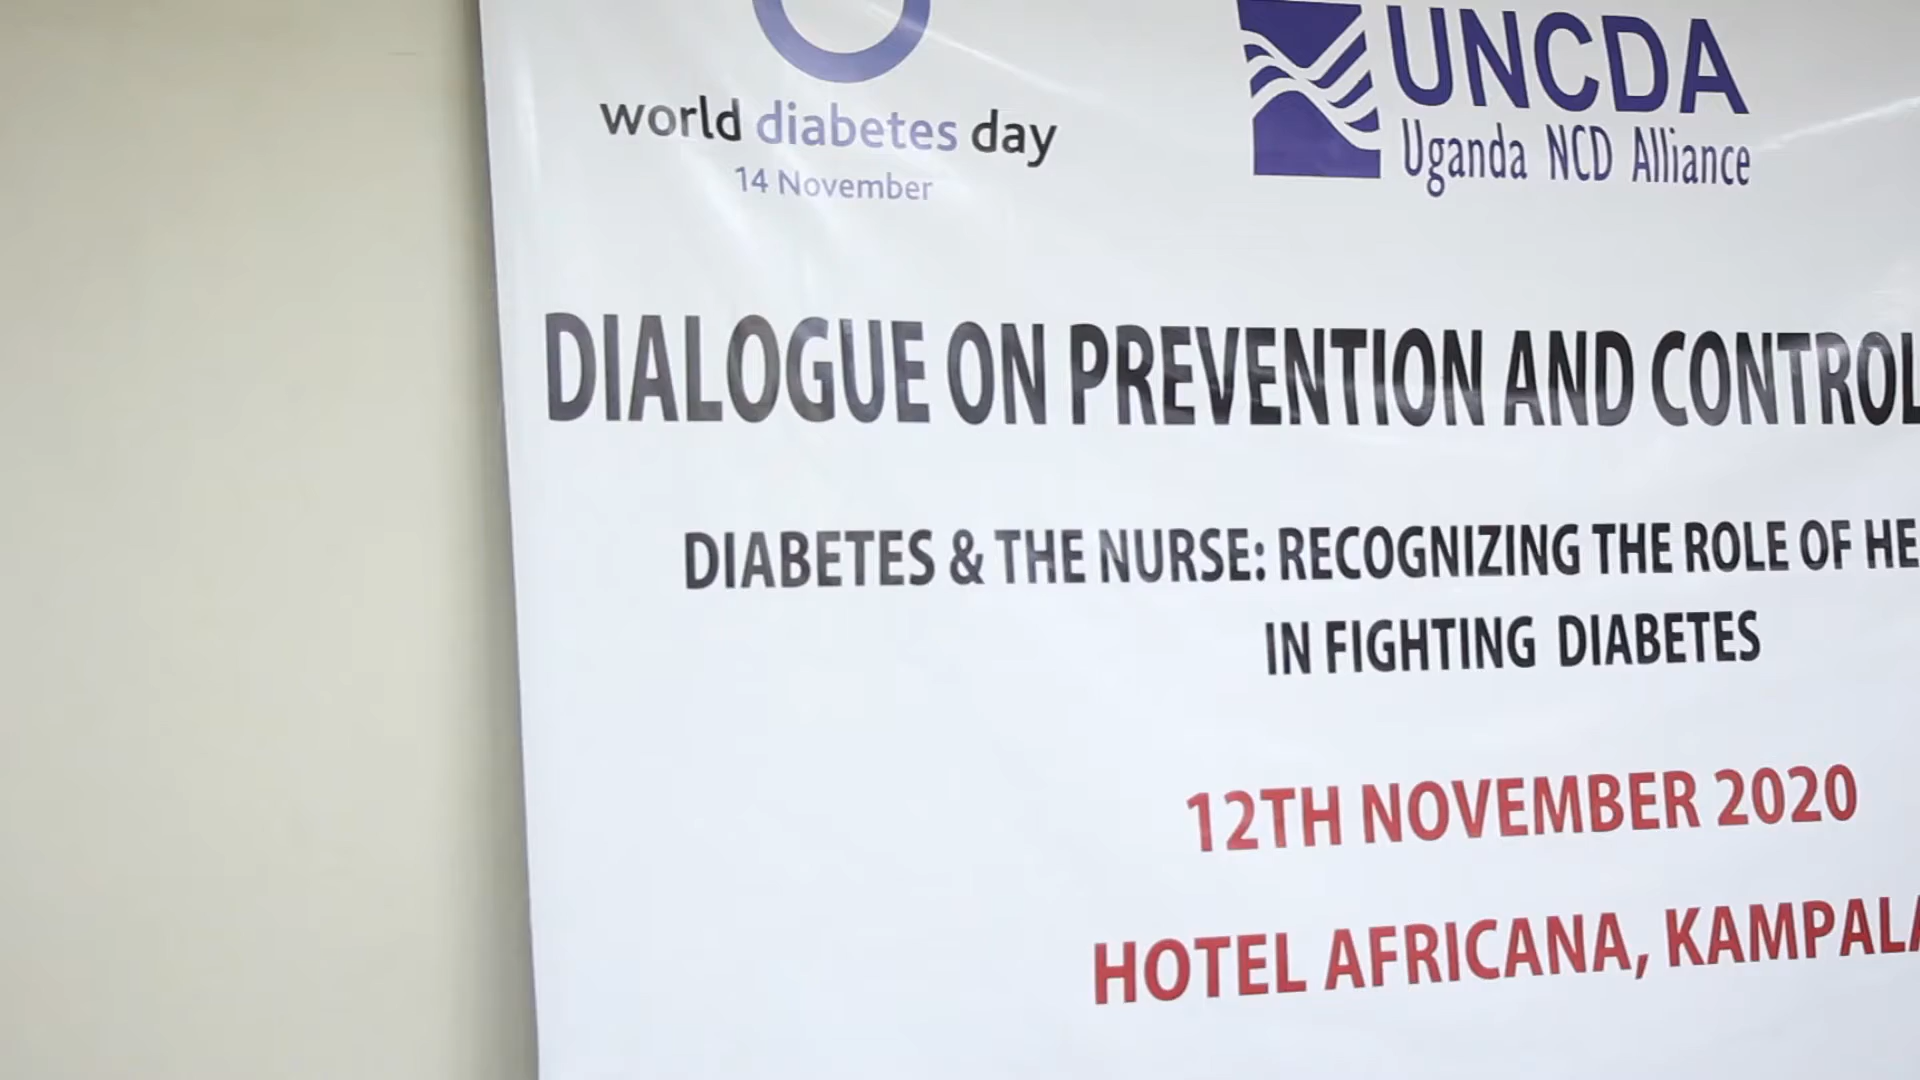 world diabetes day
14 November
UNCDA
Uganda NCD Alliance
DIALOGUE ON PREVENTION AND CONTROL
DIABETES & THE NURSE: RECOGNIZING THE ROLE OF HE
IN FIGHTING DIABETES
12TH NOVEMBER 2020
HOTEL AFRICANA, KAMPALA